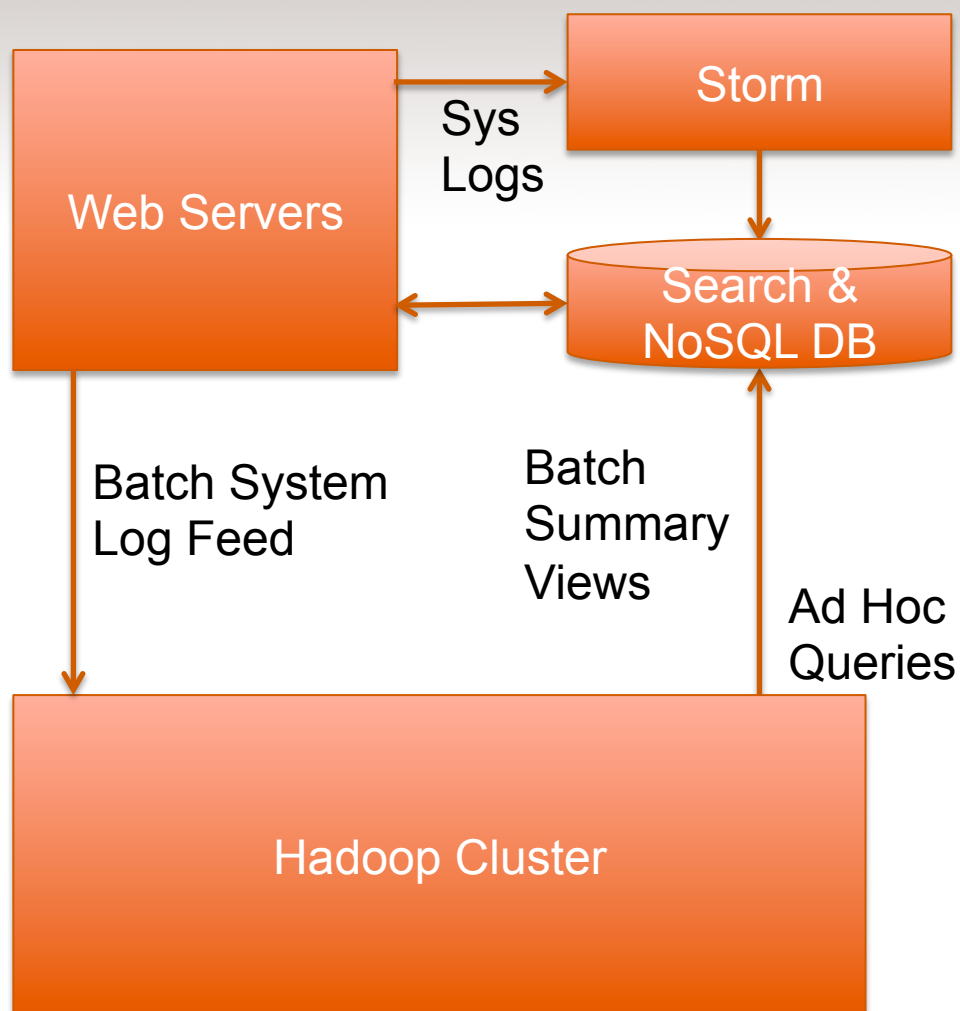 Storm
Sys
Logs
Web Servers
Search &
NoSQL DB
Batch System
Log Feed
Batch
Summary
Views
Ad Hoc
Queries
Hadoop Cluster